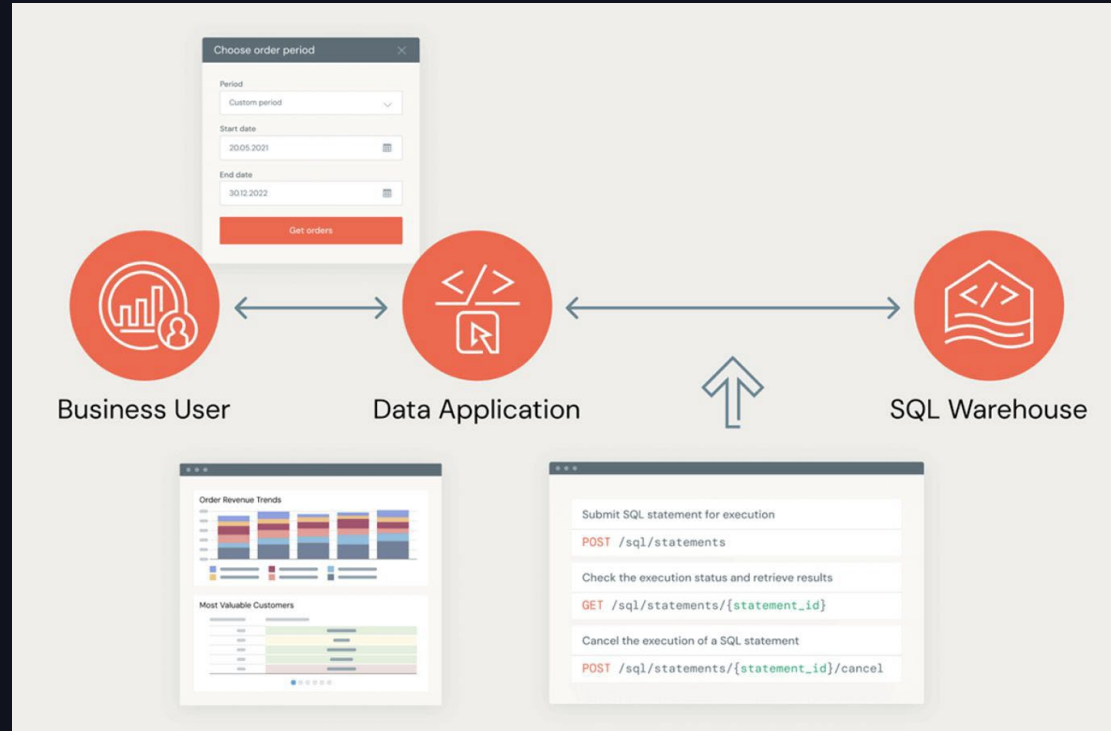 Choose order period
Period
Custom period
Start date
20.05.2021
End date
30.12.2022
Get orders
Business User
Data Application
SQL Warehouse
Order Revenue Trends
Most Valuable Customers
Submit SQL statement for execution
POST /sql/statements
Check the execution status and retrieve results
GET /sql/statements/{statement_id}
Cancel the execution of a SQL statement
POST /sql/statements/{statement_id}/cancel